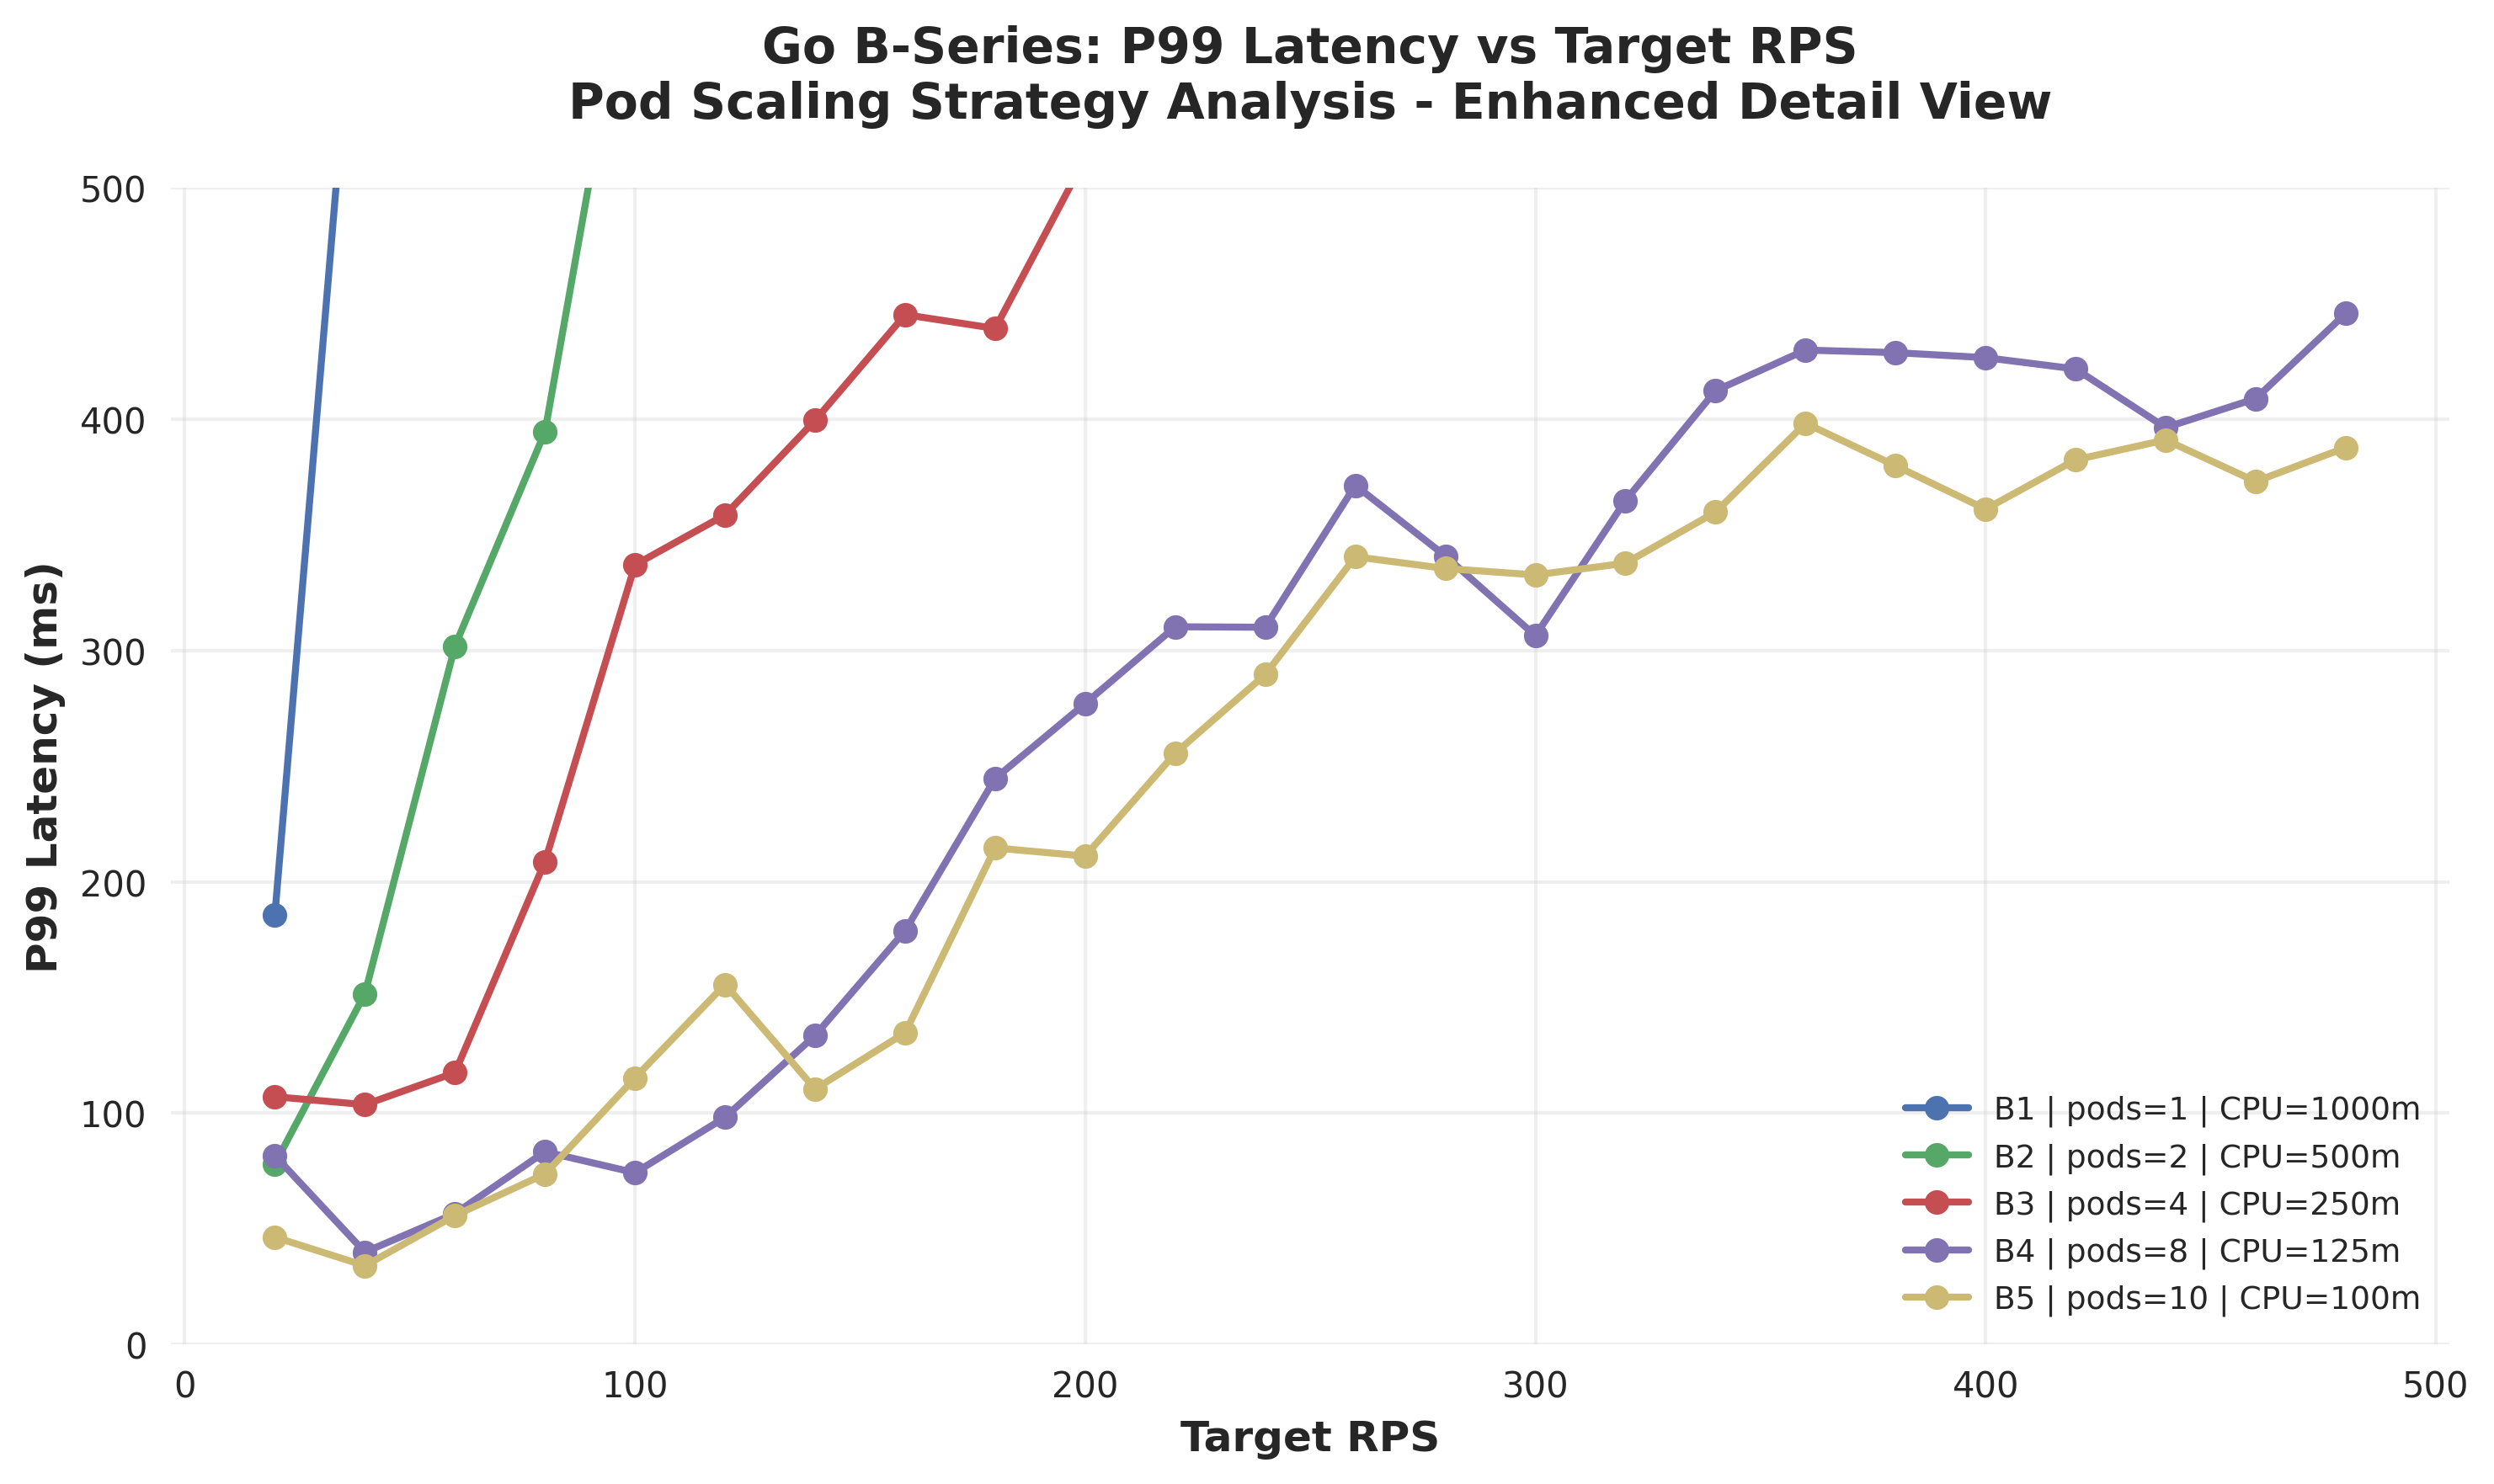 Go B-Series: P99 Latency vs Target RPS
Pod Scaling Strategy Analysis - Enhanced Detail View
P99 Latency (ms)
500
400
300
200
100
0
B1 | pods=1 | CPU=1000m
B2 | pods=2 | CPU=500m
B3 | pods=4 | CPU=250m
B4 | pods=8 | CPU=125m
B5 | pods=10 | CPU=100m
0 100 200 300 400 500
Target RPS